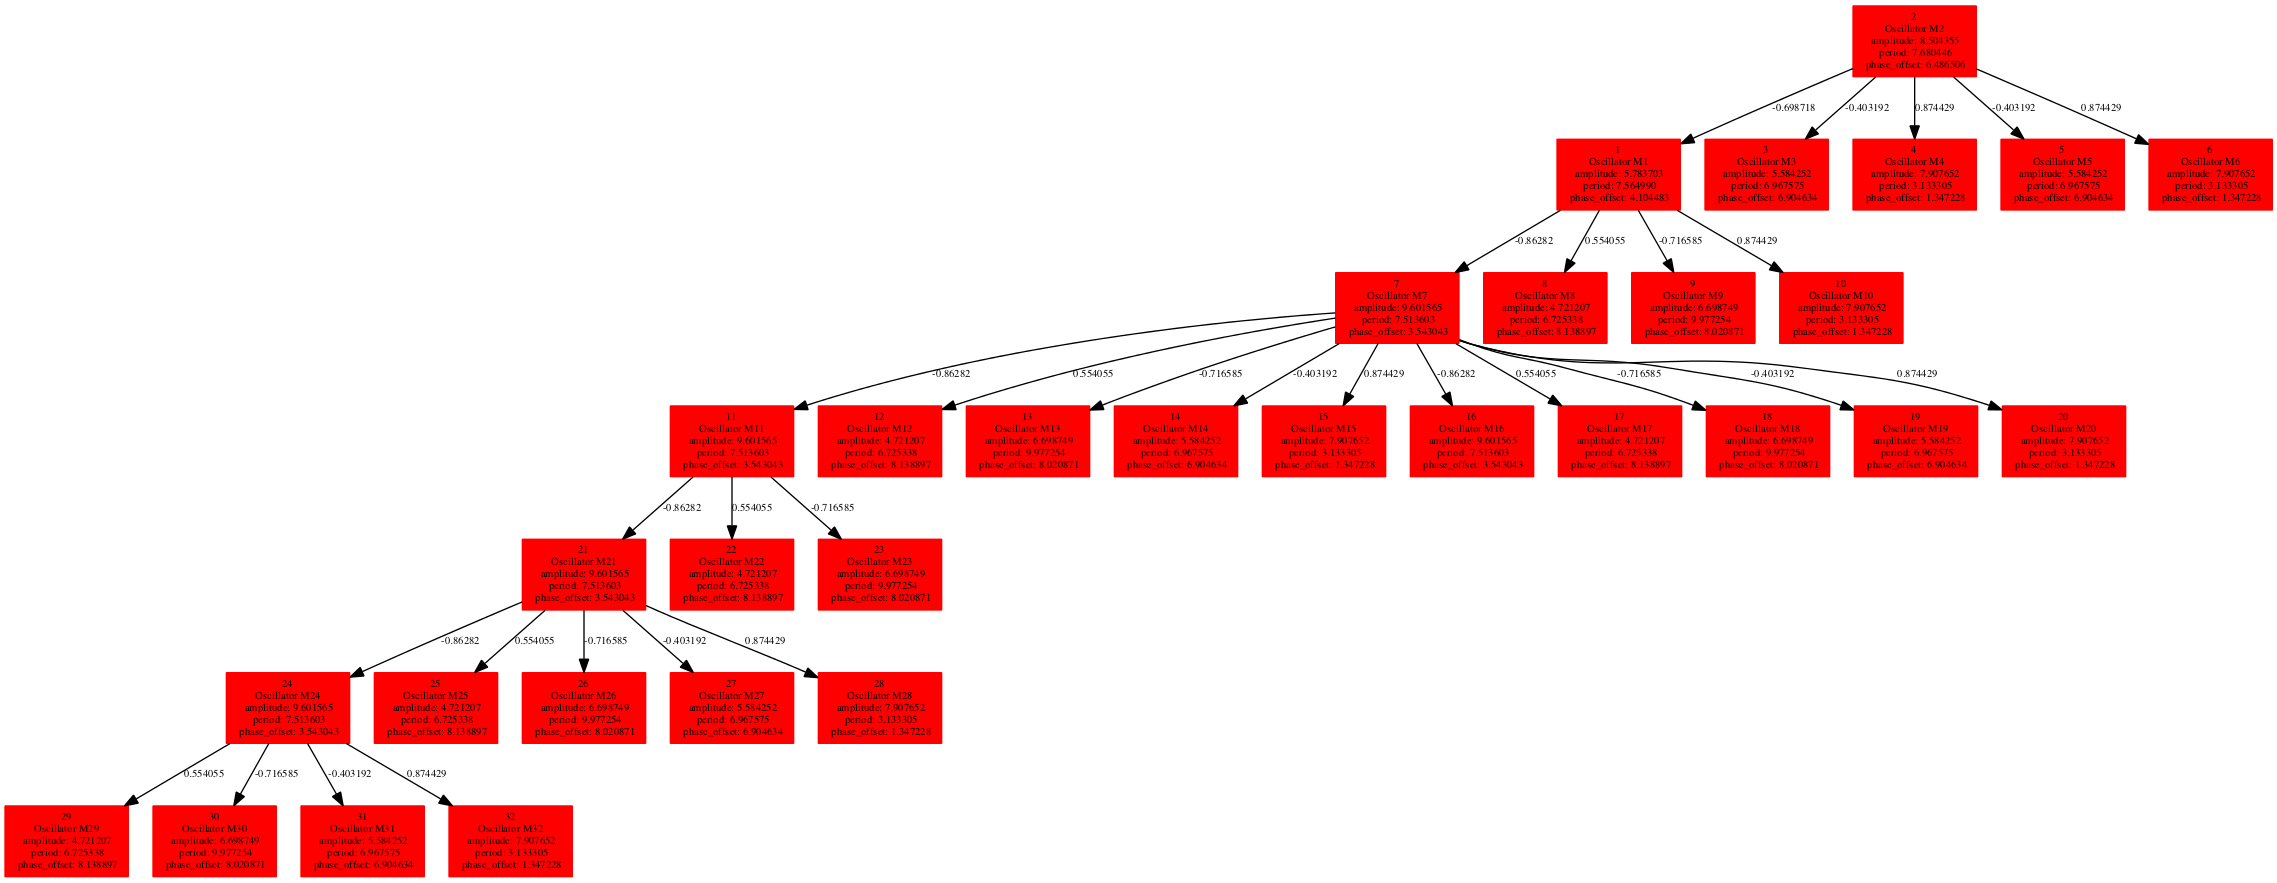 2
Oscillator M2
amplitude: 8.504355
period: 7.680446
phase_offset: 6.486506
-0.698718
-0.403192
0.874429
-0.403192
0.874429
1
Oscillator M1
amplitude: 5.783703
period: 7.564990
phase_offset: 4.104483
3
Oscillator M3
amplitude: 5.584252
period: 6.967575
phase_offset: 6.904634
4
Oscillator M4
amplitude: 7.907652
period: 3.133305
phase_offset: 1.347228
5
Oscillator M5
amplitude: 5.584252
period: 6.967575
phase_offset: 6.904634
6
Oscillator M6
amplitude: 7.907652
period: 3.133305
phase_offset: 1.347228
-0.86282
0.554055
-0.716585
0.874429
7
Oscillator M7
amplitude: 9.601565
period: 7.513603
phase_offset: 3.543043
8
Oscillator M8
amplitude: 4.721207
period: 6.725338
phase_offset: 8.138897
9
Oscillator M9
amplitude: 6.698749
period: 9.977254
phase_offset: 8.020871
10
Oscillator M10
amplitude: 7.907652
period: 3.133305
phase_offset: 1.347228
-0.86282
0.554055
-0.716585
-0.403192
0.874429
-0.86282
0.554055
-0.716585
-0.403192
0.874429
11
Oscillator M11
amplitude: 9.601565
period: 7.513603
phase_offset: 3.543043
12
Oscillator M12
amplitude: 4.721207
period: 6.725338
phase_offset: 8.138897
13
Oscillator M13
amplitude: 6.698749
period: 9.977254
phase_offset: 8.020871
14
Oscillator M14
amplitude: 5.584252
period: 6.967575
phase_offset: 6.904634
15
Oscillator M15
amplitude: 7.907652
period: 3.133305
phase_offset: 1.347228
16
Oscillator M16
amplitude: 9.601565
period: 7.513603
phase_offset: 3.543043
17
Oscillator M17
amplitude: 4.721207
period: 6.725338
phase_offset: 8.138897
18
Oscillator M18
amplitude: 6.698749
period: 9.977254
phase_offset: 8.020871
19
Oscillator M19
amplitude: 5.584252
period: 6.967575
phase_offset: 6.904634
20
Oscillator M20
amplitude: 7.907652
period: 3.133305
phase_offset: 1.347228
-0.86282
0.554055
-0.716585
21
Oscillator M21
amplitude: 9.601565
period: 7.513603
phase_offset: 3.543043
22
Oscillator M22
amplitude: 4.721207
period: 6.725338
phase_offset: 8.138897
23
Oscillator M23
amplitude: 6.698749
period: 9.977254
phase_offset: 8.020871
-0.86282
0.554055
-0.716585
-0.403192
0.874429
24
Oscillator M24
amplitude: 9.601565
period: 7.513603
phase_offset: 3.543043
25
Oscillator M25
amplitude: 4.721207
period: 6.725338
phase_offset: 8.138897
26
Oscillator M26
amplitude: 6.698749
period: 9.977254
phase_offset: 8.020871
27
Oscillator M27
amplitude: 5.584252
period: 6.967575
phase_offset: 6.904634
28
Oscillator M28
amplitude: 7.907652
period: 3.133305
phase_offset: 1.347228
0.554055
-0.716585
-0.403192
0.874429
29
Oscillator M29
amplitude: 4.721207
period: 6.725338
phase_offset: 8.138897
30
Oscillator M30
amplitude: 6.698749
period: 9.977254
phase_offset: 8.020871
31
Oscillator M31
amplitude: 5.584252
period: 6.967575
phase_offset: 6.904634
32
Oscillator M32
amplitude: 7.907652
period: 3.133305
phase_offset: 1.347228